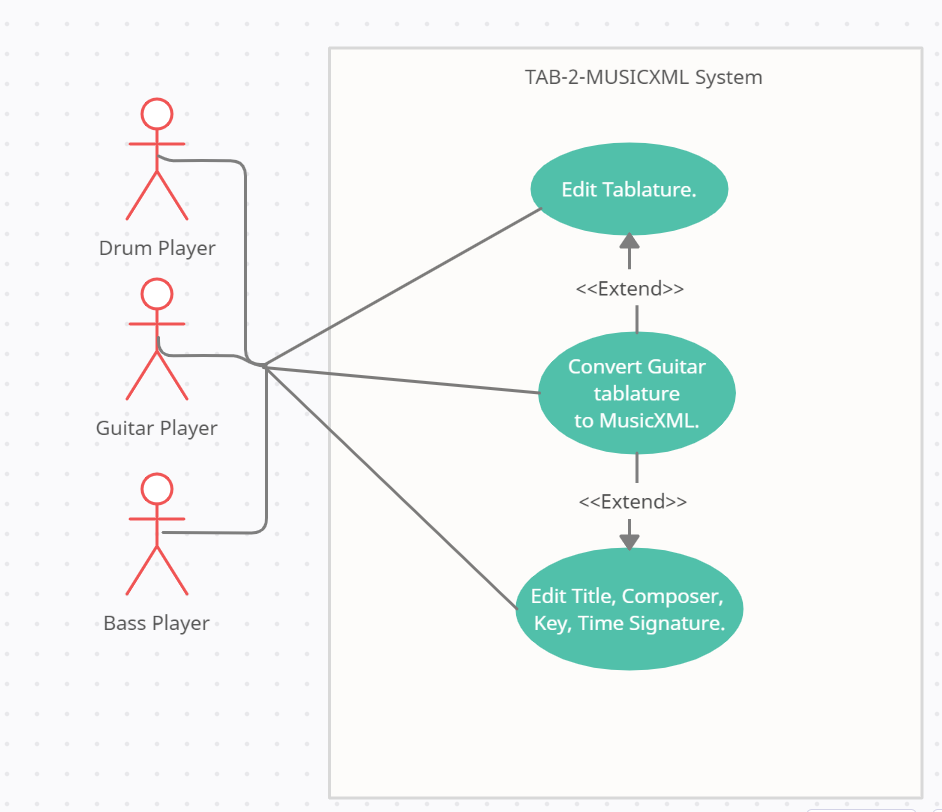 TAB-2-MUSICXML System
Drum Player
Guitar Player
Bass Player
Edit Tablature.
<<Extend>>
Convert Guitar
tablature
to MusicXML.
<<Extend>>
Edit Title, Composer,
Key, Time Signature.